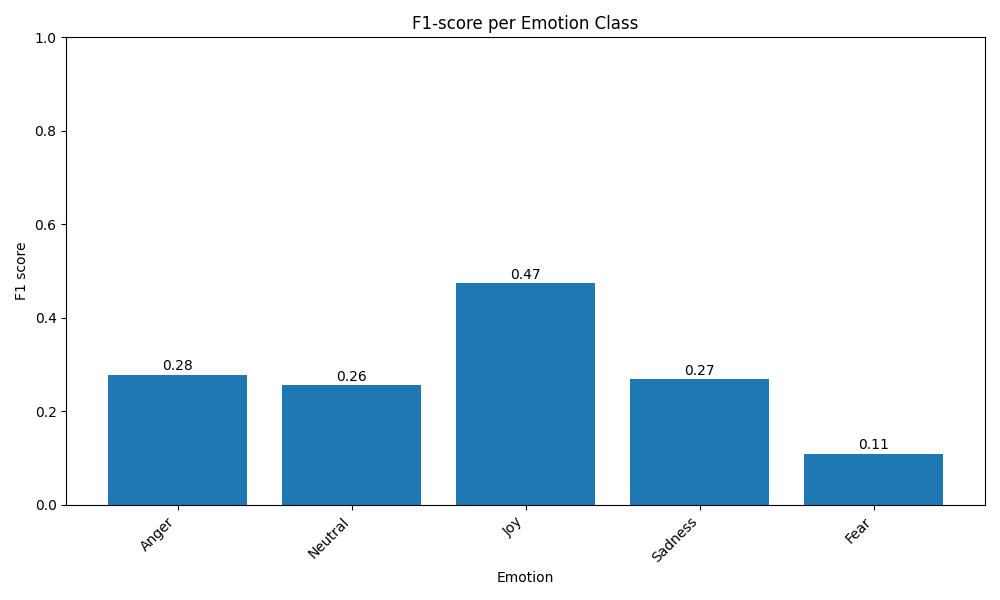 F1-score per Emotion Class
1.0
0.8
0.6
0.4
0.2
0.0
F1 score
0.28
0.26
0.47
0.27
0.11
Anger
Neutral
Joy
Sadness
Fear
Emotion